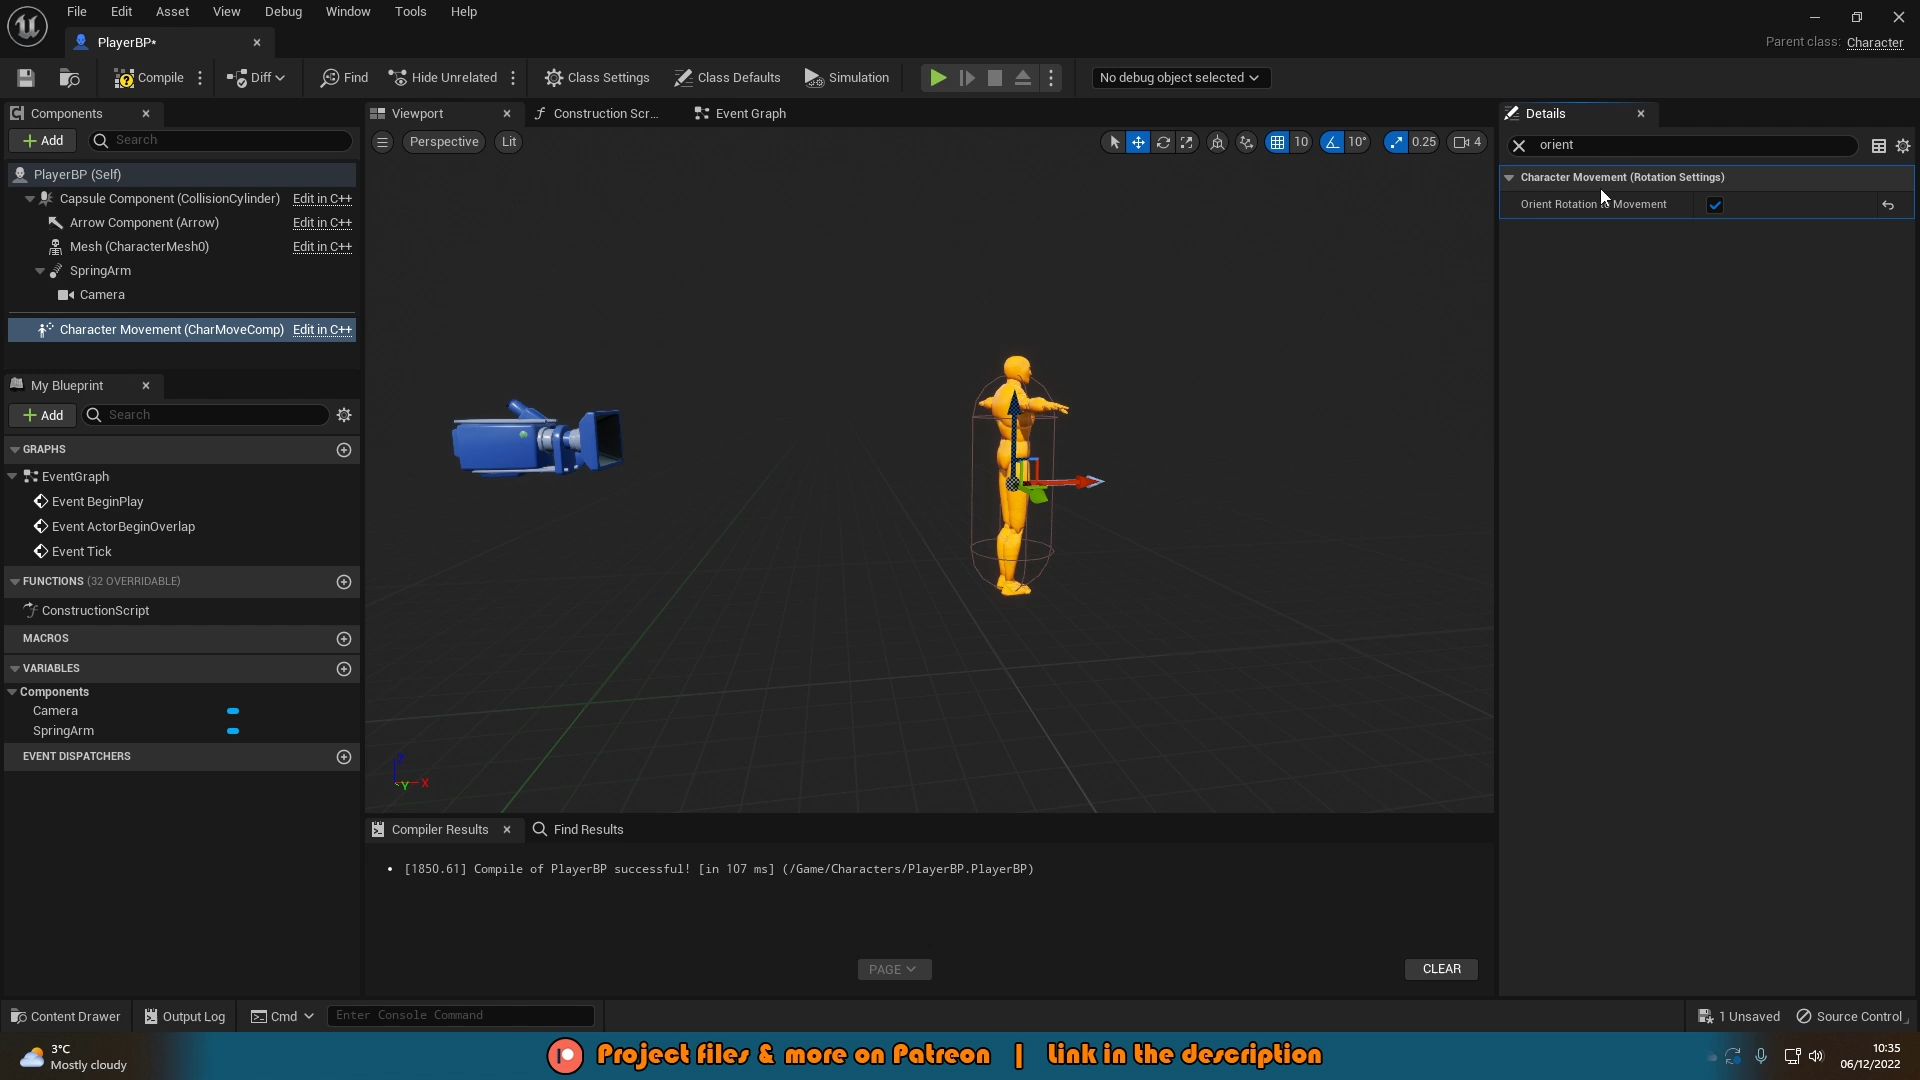 File Edit Asset View Debug Window Tools Help
PlayerBP*
Parent class: Character
Compile Diff Find Hide Unrelated Class Settings Class Defaults Simulation No debug object selected
Components
Add Search
PlayerBP (Self)
Capsule Component (CollisionCylinder) Edit in C++
Arrow Component (Arrow) Edit in C++
Mesh (CharacterMesh0) Edit in C++
SpringArm
Camera
Character Movement (CharMoveComp) Edit in C++
My Blueprint
Add Search
GRAPHS
EventGraph
Event BeginPlay
Event ActorBeginOverlap
Event Tick
FUNCTIONS (32 OVERRIDABLE)
ConstructionScript
MACROS
VARIABLES
Components
Camera
SpringArm
EVENT DISPATCHERS
Viewport Construction Scr... Event Graph
Perspective Lit 10 10° 0.25 4
Z
Y X
Compiler Results Find Results
[1850.61] Compile of PlayerBP successful! [in 107 ms] (/Game/Characters/PlayerBP.PlayerBP)
PAGE CLEAR
Details
orient
Character Movement (Rotation Settings)
Orient Rotation to Movement
Content Drawer Output Log Cmd Enter Console Command 1 Unsaved Source Control
3°C
Mostly cloudy
Project files & more on Patreon | Link in the description
10:35
06/12/2022